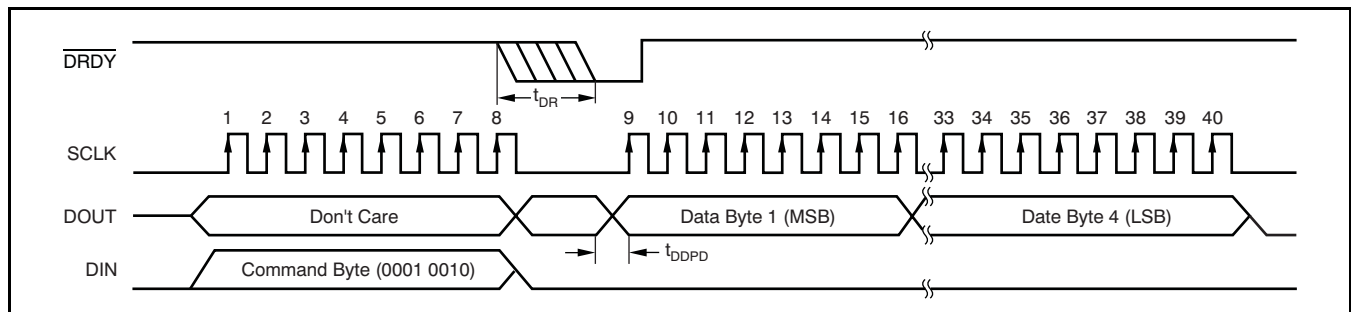 DRDY
tDR
1 2 3 4 5 6 7 8 9 10 11 12 13 14 15 16 33 34 35 36 37 38 39 40
SCLK
DOUT Don't Care Data Byte 1 (MSB) Date Byte 4 (LSB)
tDDPD
DIN Command Byte (0001 0010)